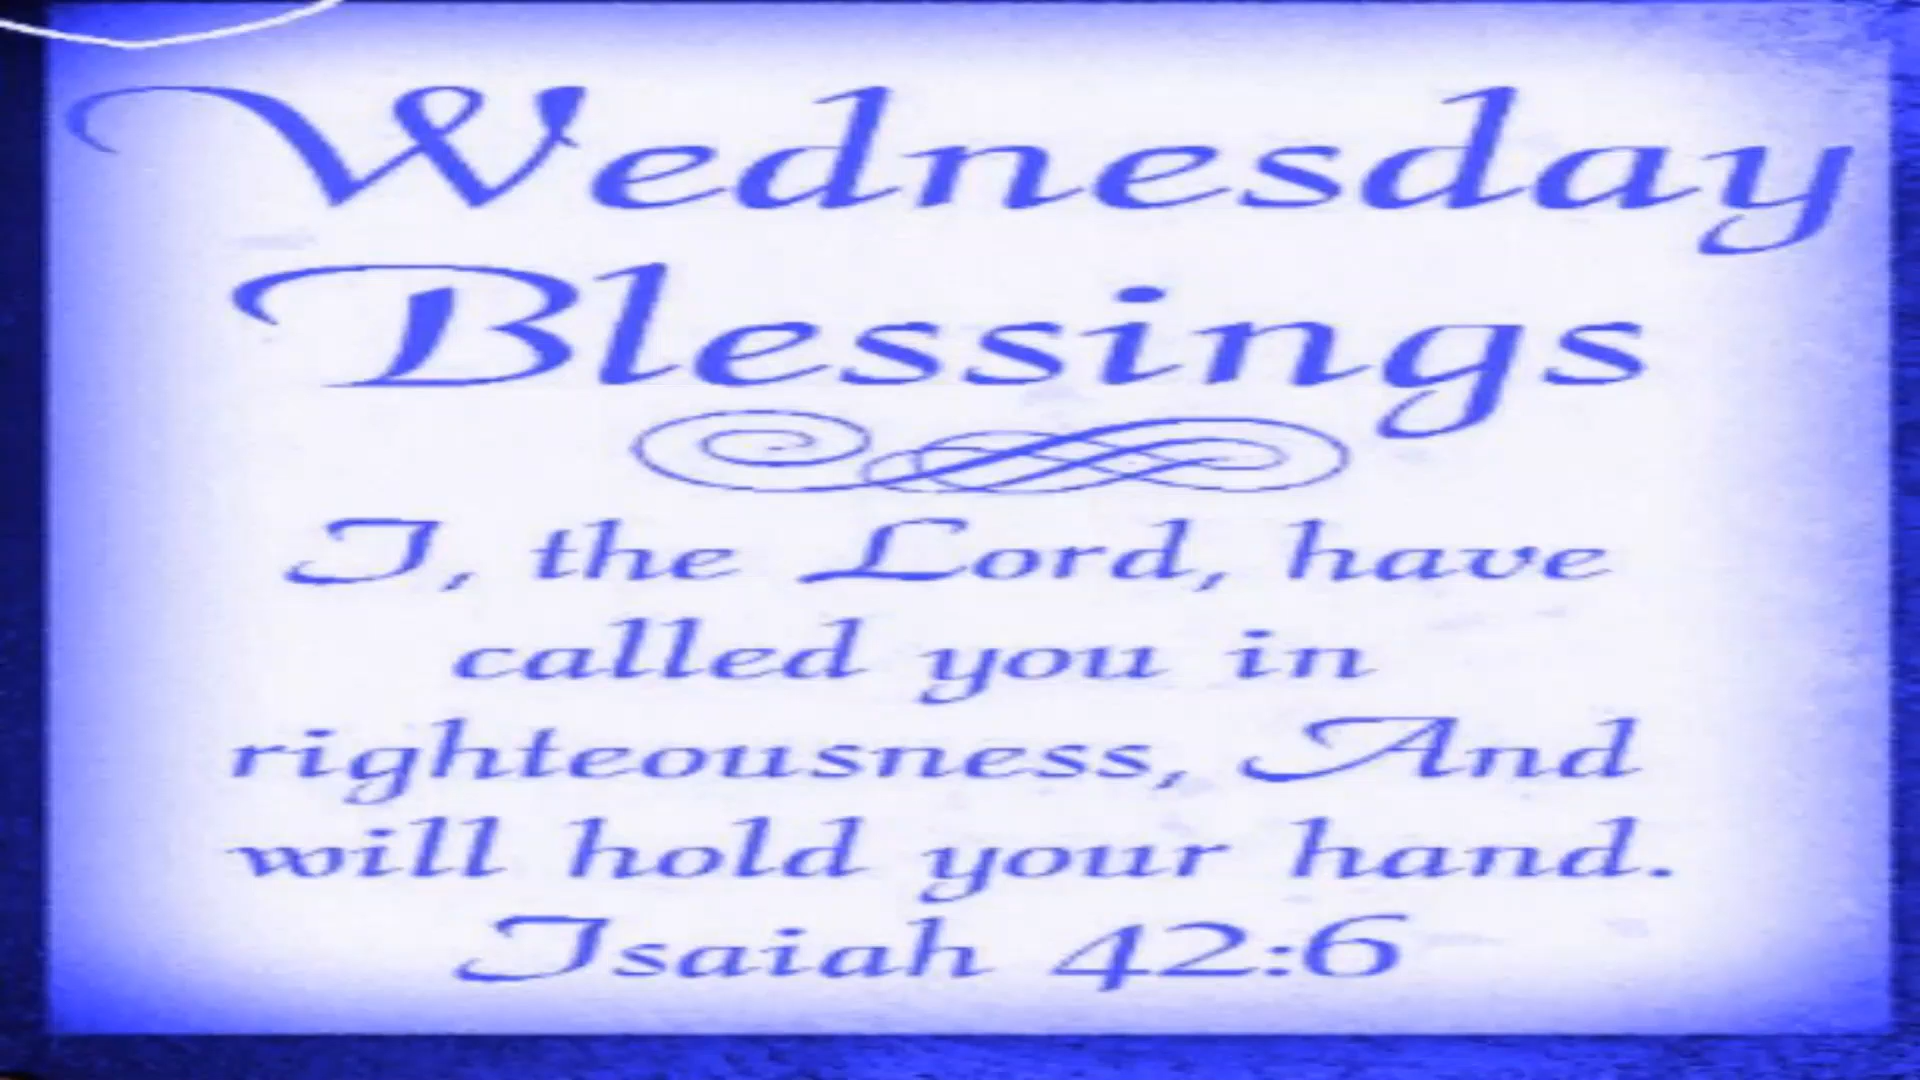 Wednesday
Blessings
I, the Lord, have
called you in
righteousness, And
will hold your hand.
Isaiah 42:6